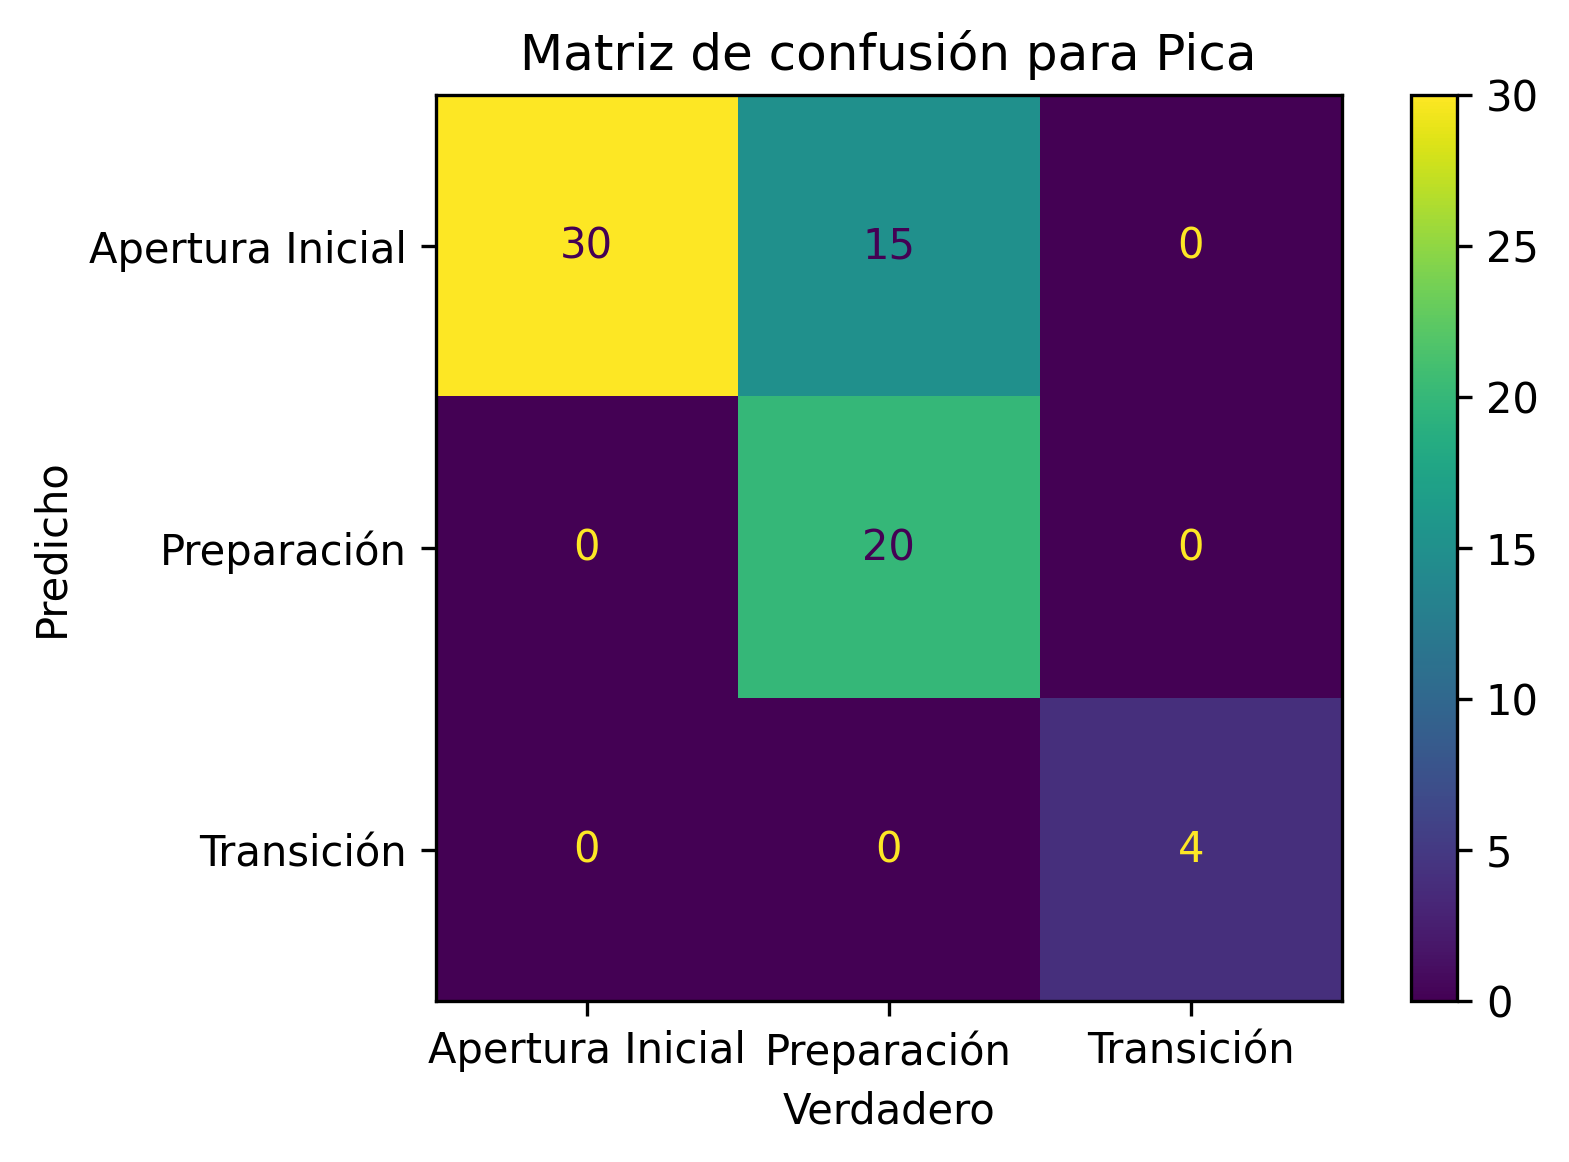 Matriz de confusión para Pica
Predicho
Apertura Inicial 30 15 0
Preparación 0 20 0
Transición 0 0 4
Apertura Inicial Preparación Transición
Verdadero
30
25
20
15
10
5
0